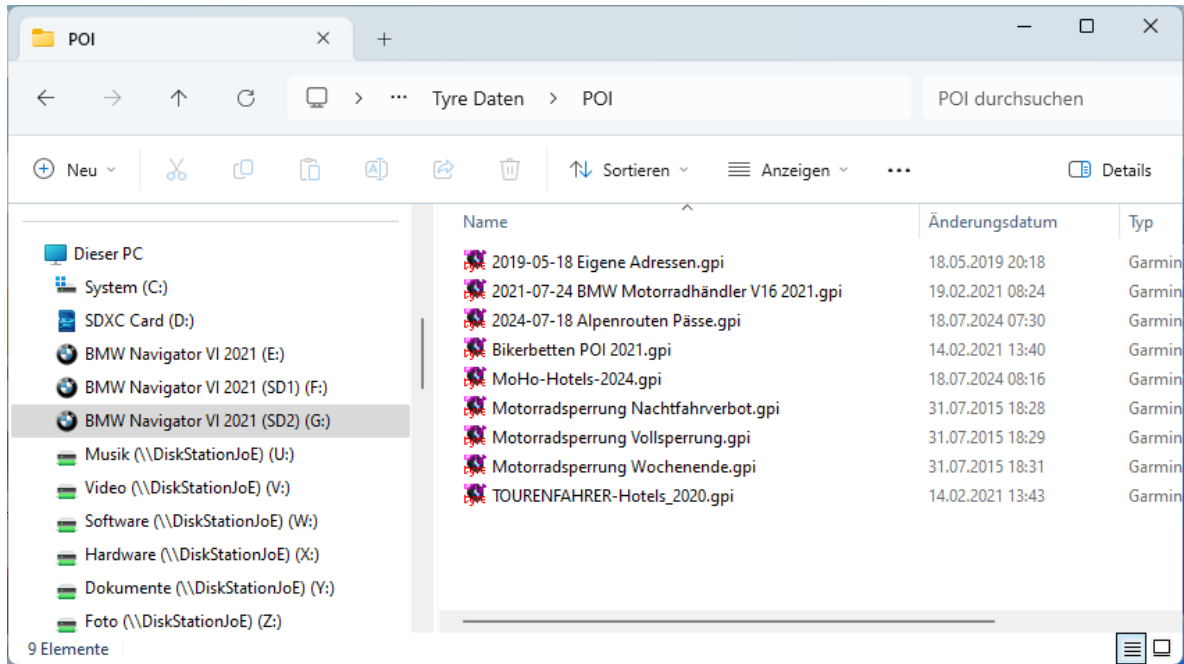 POI
Tyre Daten > POI
POI durchsuchen
Neu
Sortieren
Anzeigen
Details
Dieser PC
System (C:)
SDXC Card (D:)
BMW Navigator VI 2021 (E:)
BMW Navigator VI 2021 (SD1) (F:)
BMW Navigator VI 2021 (SD2) (G:)
Musik (\\DiskStationJoE) (U:)
Video (\\DiskStationJoE) (V:)
Software (\\DiskStationJoE) (W:)
Hardware (\\DiskStationJoE) (X:)
Dokumente (\\DiskStationJoE) (Y:)
Foto (\\DiskStationJoE) (Z:)
Name Änderungsdatum Typ
2019-05-18 Eigene Adressen.gpi 18.05.2019 20:18 Garmin
2021-07-24 BMW Motorradhändler V16 2021.gpi 19.02.2021 08:24 Garmin
2024-07-18 Alpenrouten Pässe.gpi 18.07.2024 07:30 Garmin
Bikerbetten POI 2021.gpi 14.02.2021 13:40 Garmin
MoHo-Hotels-2024.gpi 18.07.2024 08:16 Garmin
Motorradsperrung Nachtfahrverbot.gpi 31.07.2015 18:28 Garmin
Motorradsperrung Vollsperrung.gpi 31.07.2015 18:29 Garmin
Motorradsperrung Wochenende.gpi 31.07.2015 18:31 Garmin
TOURENFAHRER-Hotels_2020.gpi 14.02.2021 13:43 Garmin
9 Elemente